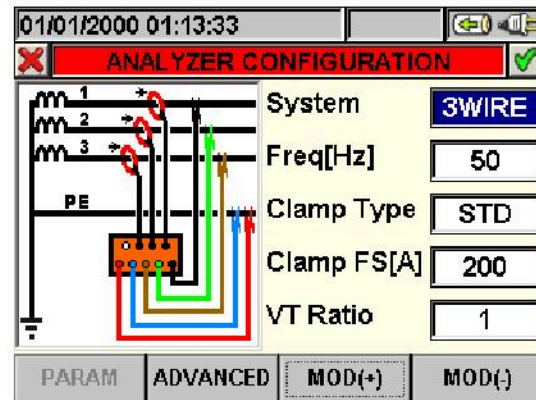 01/01/2000 01:13:33
ANALYZER CONFIGURATION
1
2
3
PE
System 3WIRE
Freq[Hz] 50
Clamp Type STD
Clamp FS[A] 200
VT Ratio 1
PARAM ADVANCED MOD(+) MOD(-)